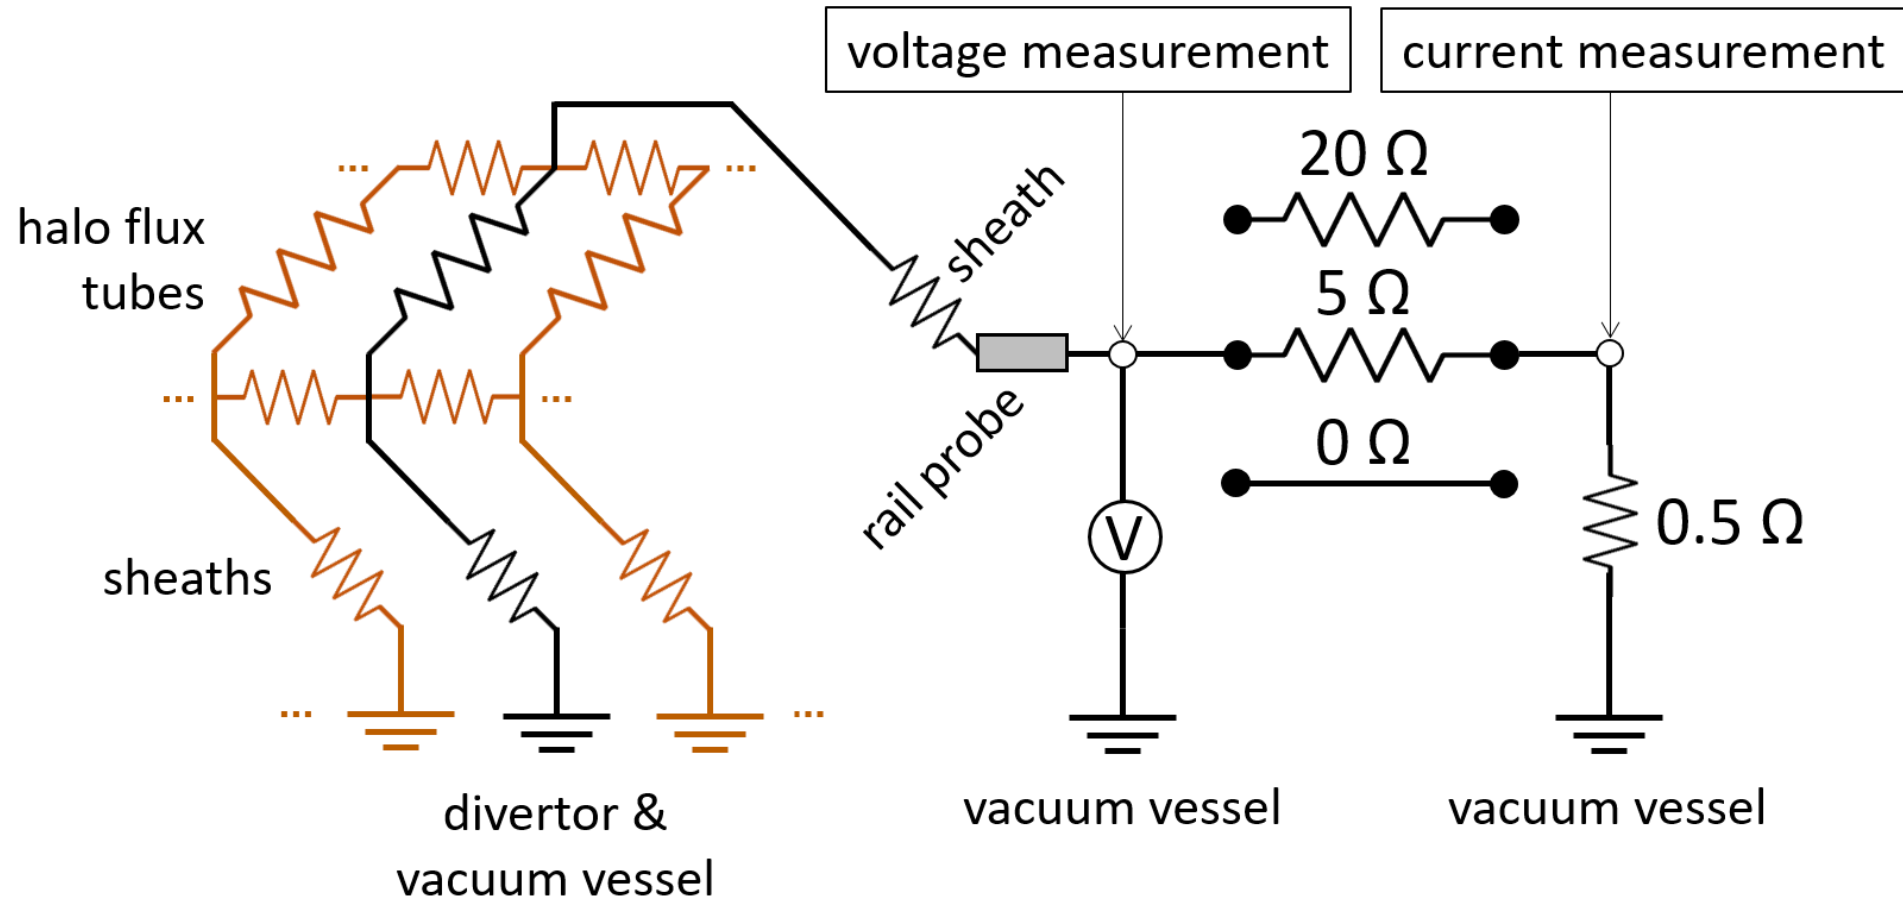 voltage measurement
current measurement
20 Ω
...
...
sheath
halo flux
tubes
5 Ω
...
...
rail probe
0 Ω
V
0.5 Ω
sheaths
...
...
divertor &
vacuum vessel
vacuum vessel
vacuum vessel